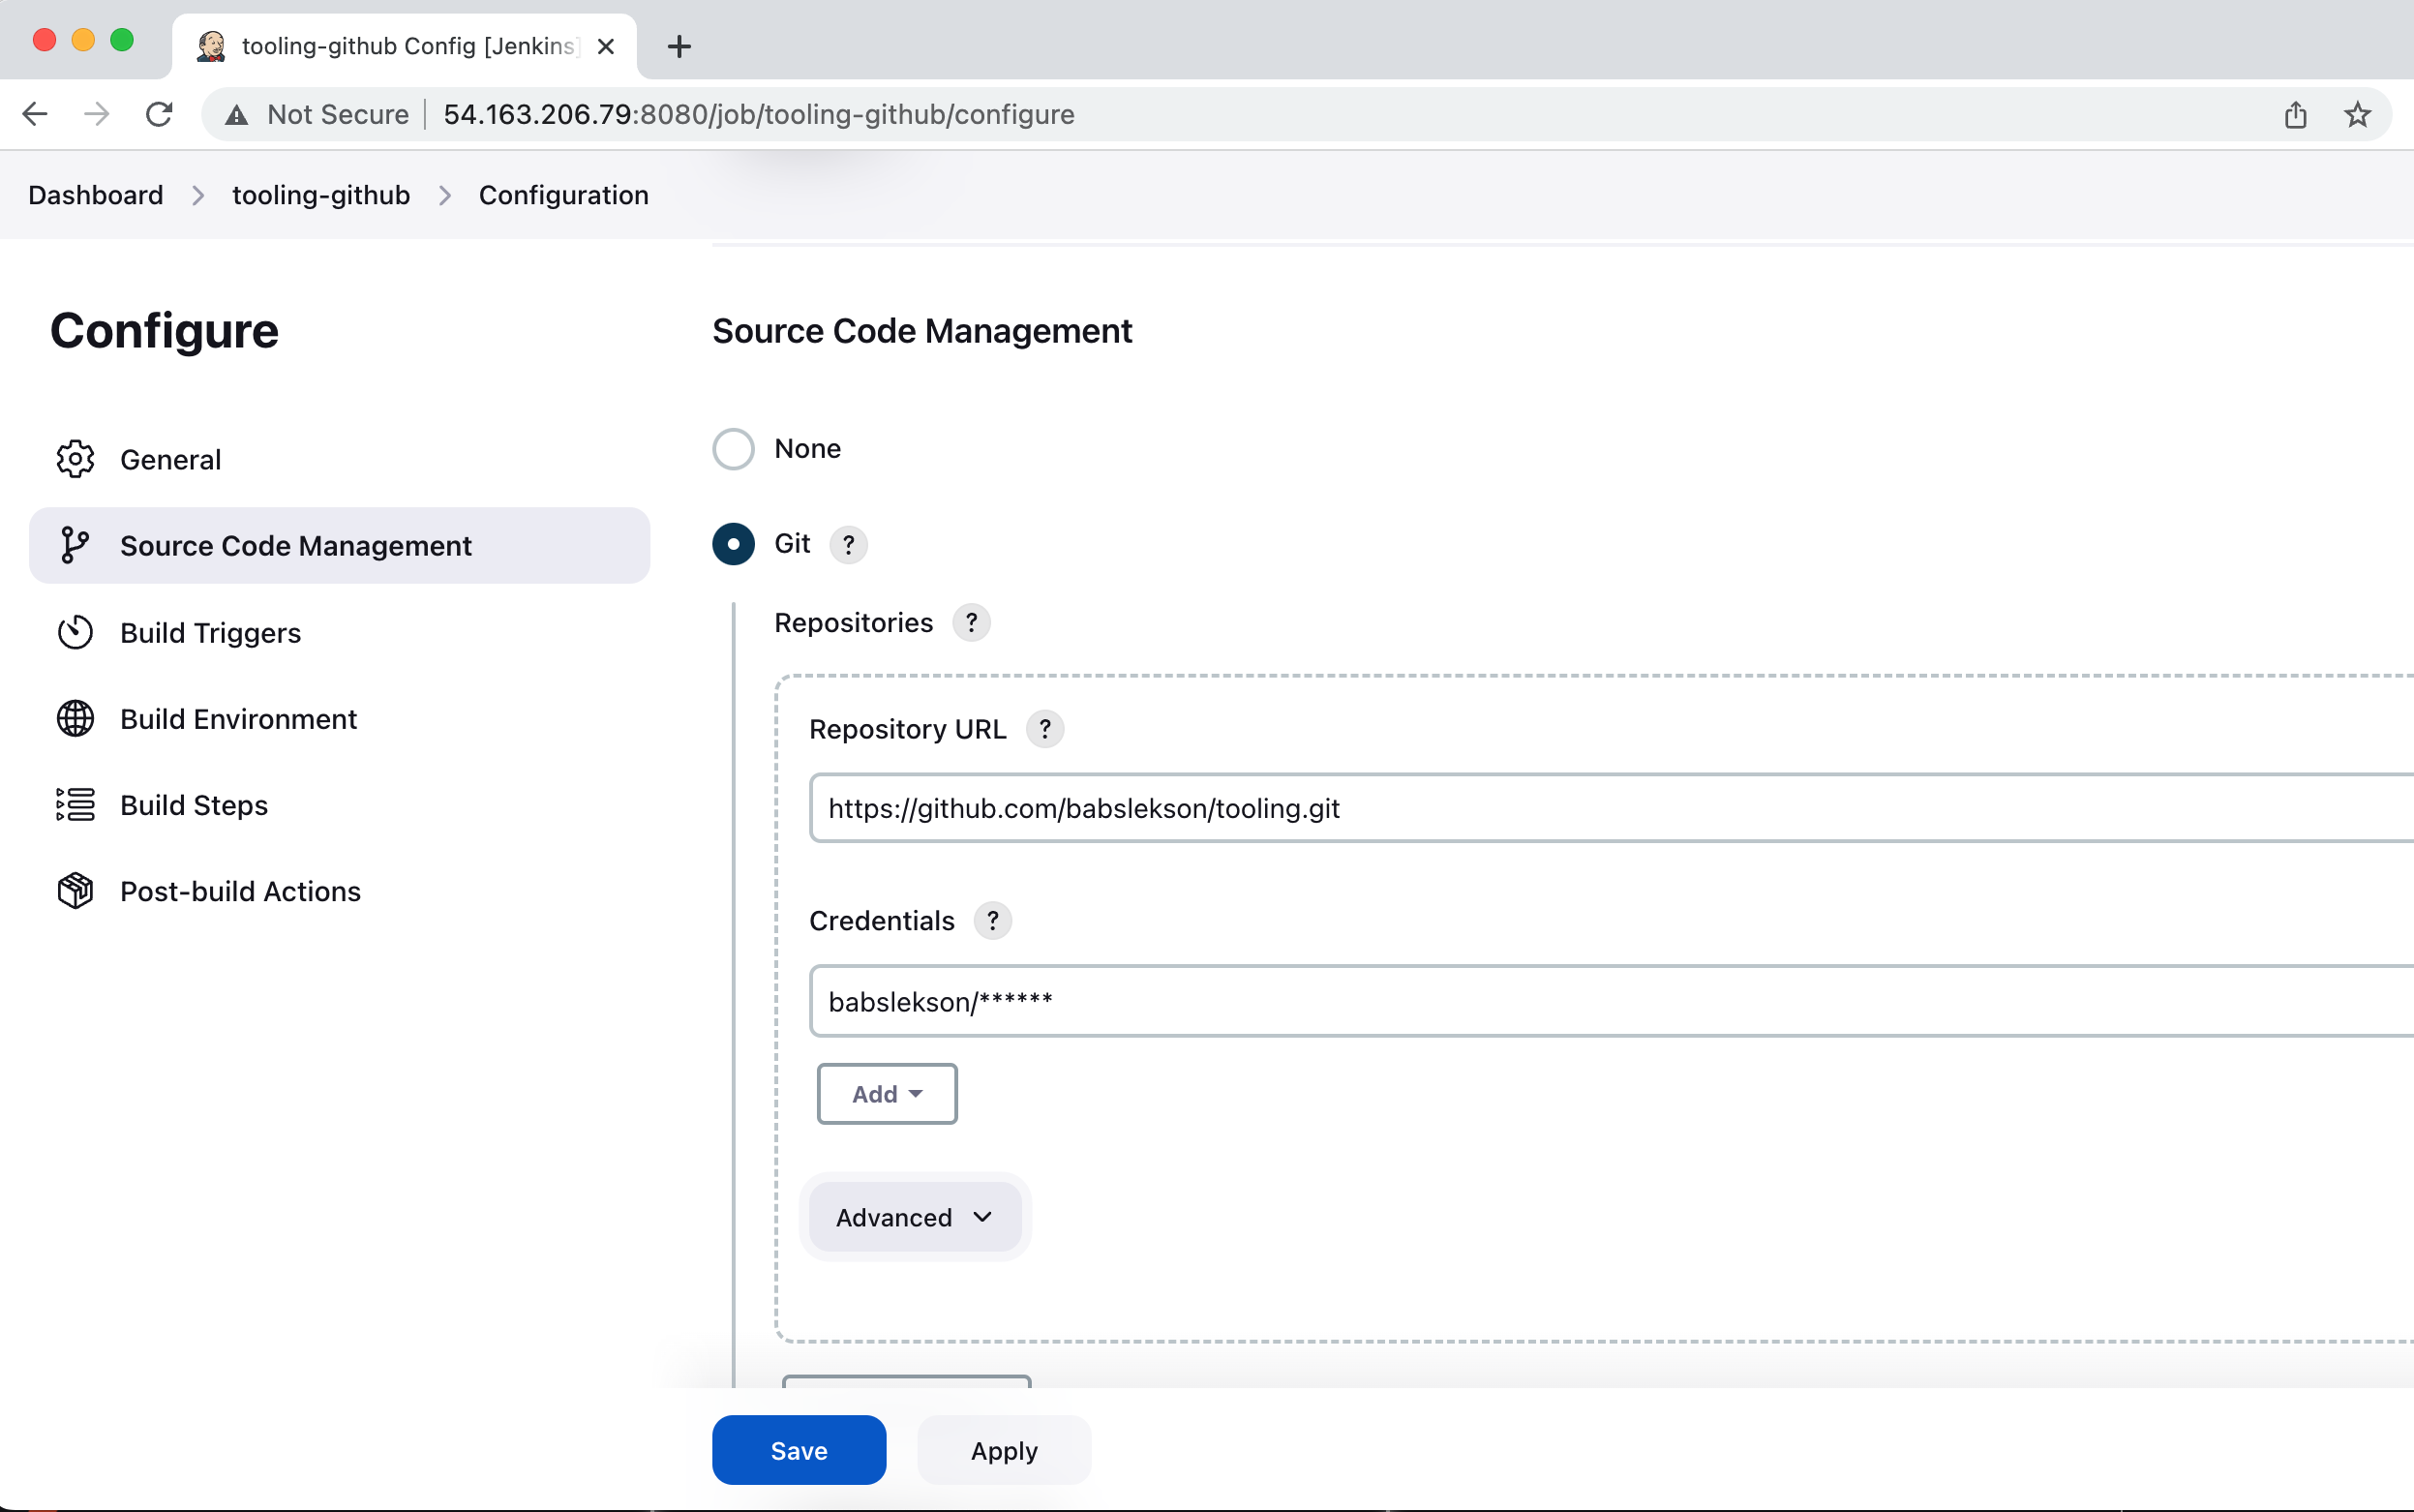 tooling-github Config [Jenkins]
Not Secure 54.163.206.79:8080/job/tooling-github/configure
Dashboard tooling-github Configuration
Configure
General
Source Code Management
Build Triggers
Build Environment
Build Steps
Post-build Actions
Source Code Management
None
Git ?
Repositories ?
Repository URL ?
https://github.com/babslekson/tooling.git
Credentials ?
babslekson/******
Add
Advanced
Save Apply